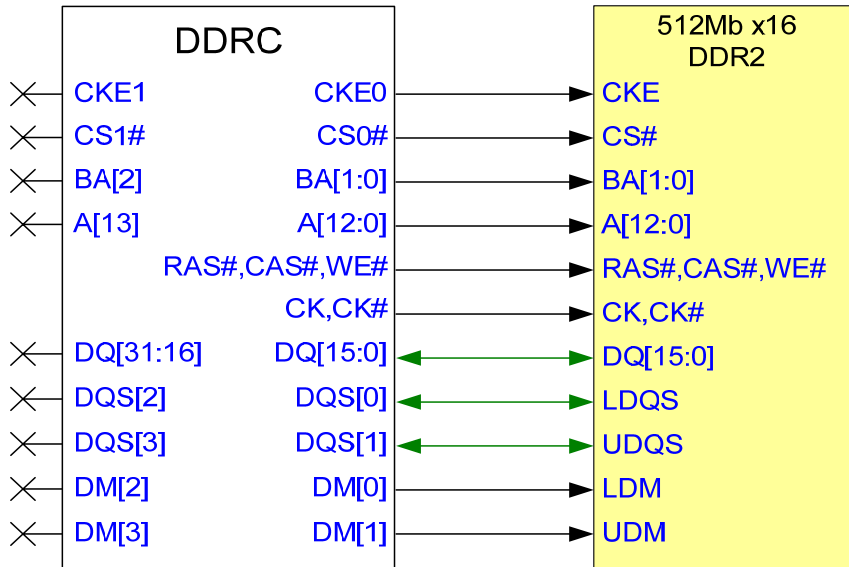 DDRC
512Mb x16
DDR2
CKE1 CKE0 CKE
CS1# CS0# CS#
BA[2] BA[1:0] BA[1:0]
A[13] A[12:0] A[12:0]
RAS#,CAS#,WE# RAS#,CAS#,WE#
CK,CK# CK,CK#
DQ[31:16] DQ[15:0] DQ[15:0]
DQS[2] DQS[0] LDQS
DQS[3] DQS[1] UDQS
DM[2] DM[0] LDM
DM[3] DM[1] UDM